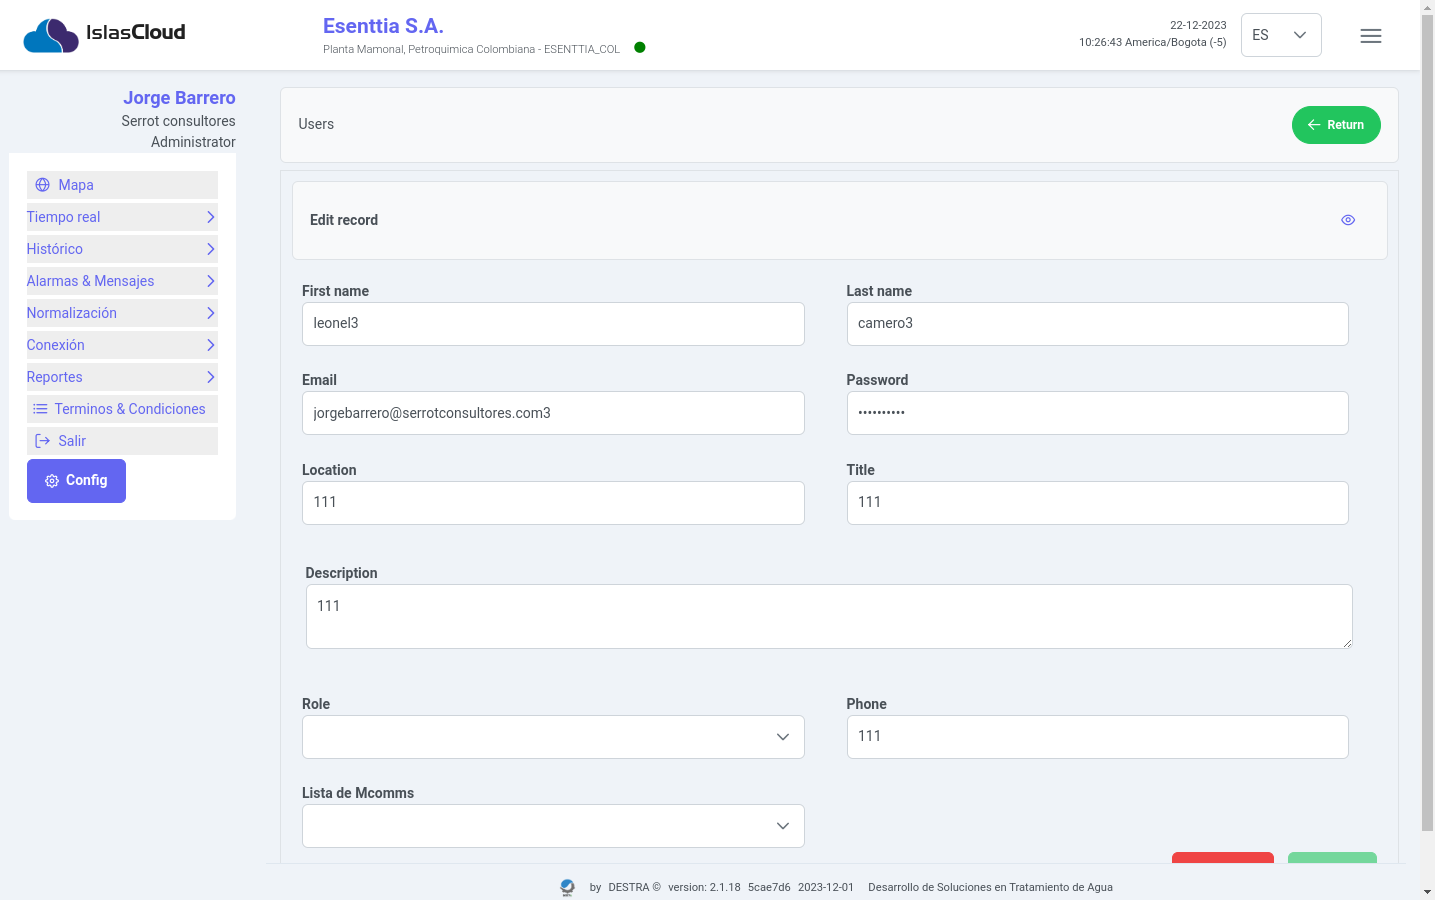 IslasCloud
Esenttia S.A.
Planta Mamonal, Petroquimica Colombiana - ESENTTIA_COL
22-12-2023
10:26:43 America/Bogota (-5)
ES
Jorge Barrero
Serrot consultores
Administrator
Mapa
Tiempo real
Histórico
Alarmas & Mensajes
Normalización
Conexión
Reportes
Terminos & Condiciones
Salir
Config
Users
Return
Edit record
First name
leonel3
Last name
camero3
Email
jorgebarrero@serrotconsultores.com3
Password
••••••••••
Location
111
Title
111
Description
111
Role
Phone
111
Lista de Mcomms
by DESTRA © version: 2.1.18 5cae7d6 2023-12-01 Desarrollo de Soluciones en Tratamiento de Agua